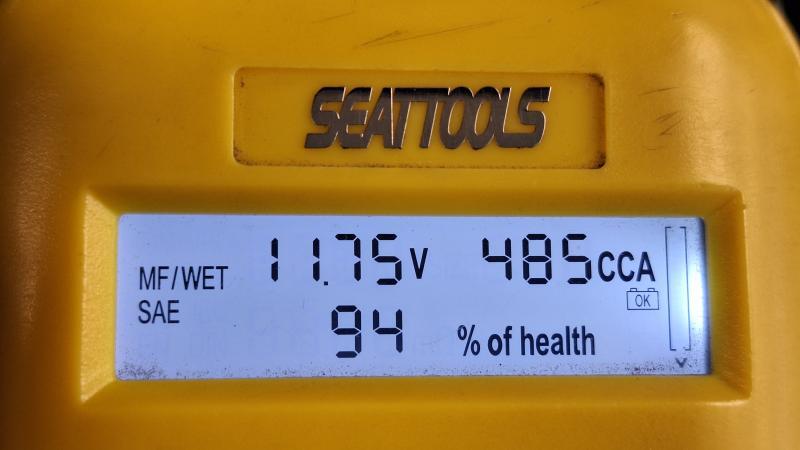 SEATTOOLS
MF/WET 11.75V 485CCA
OK
SAE 94 % of health